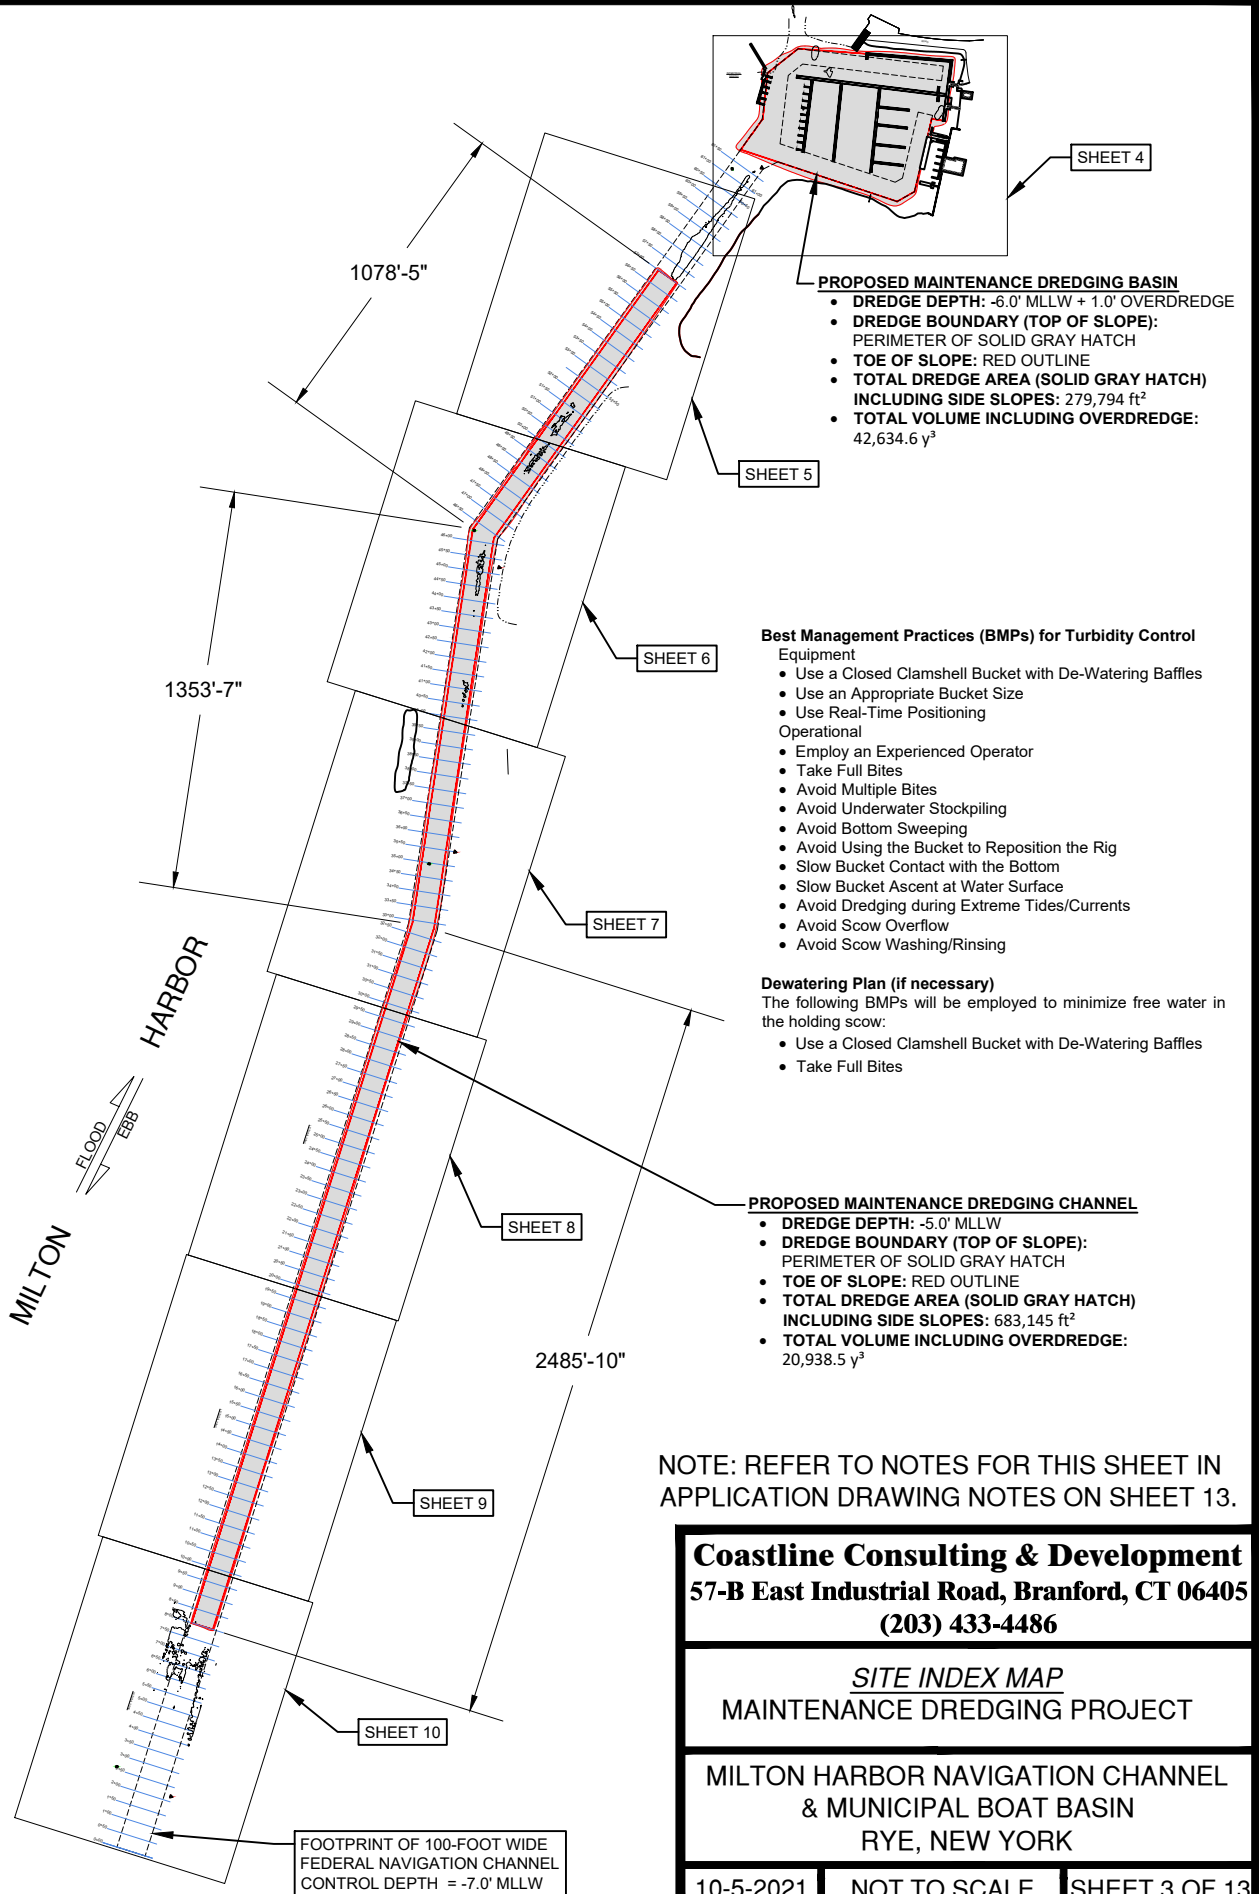 SHEET 4
1078'-5"
PROPOSED MAINTENANCE DREDGING BASIN
• DREDGE DEPTH: -6.0' MLLW + 1.0' OVERDREDGE
• DREDGE BOUNDARY (TOP OF SLOPE):
PERIMETER OF SOLID GRAY HATCH
• TOE OF SLOPE: RED OUTLINE
• TOTAL DREDGE AREA (SOLID GRAY HATCH)
INCLUDING SIDE SLOPES: 279,794 ft²
• TOTAL VOLUME INCLUDING OVERDREDGE:
42,634.6 y³
SHEET 5
SHEET 6
1353'-7"
Best Management Practices (BMPs) for Turbidity Control
Equipment
• Use a Closed Clamshell Bucket with De-Watering Baffles
• Use an Appropriate Bucket Size
• Use Real-Time Positioning
Operational
• Employ an Experienced Operator
• Take Full Bites
• Avoid Multiple Bites
• Avoid Underwater Stockpiling
• Avoid Bottom Sweeping
• Avoid Using the Bucket to Reposition the Rig
• Slow Bucket Contact with the Bottom
• Slow Bucket Ascent at Water Surface
• Avoid Dredging during Extreme Tides/Currents
• Avoid Scow Overflow
• Avoid Scow Washing/Rinsing
SHEET 7
Dewatering Plan (if necessary)
The following BMPs will be employed to minimize free water in
the holding scow:
• Use a Closed Clamshell Bucket with De-Watering Baffles
• Take Full Bites
MILTON HARBOR
FLOOD
EBB
SHEET 8
PROPOSED MAINTENANCE DREDGING CHANNEL
• DREDGE DEPTH: -5.0' MLLW
• DREDGE BOUNDARY (TOP OF SLOPE):
PERIMETER OF SOLID GRAY HATCH
• TOE OF SLOPE: RED OUTLINE
• TOTAL DREDGE AREA (SOLID GRAY HATCH)
INCLUDING SIDE SLOPES: 683,145 ft²
• TOTAL VOLUME INCLUDING OVERDREDGE:
20,938.5 y³
2485'-10"
SHEET 9
SHEET 10
FOOTPRINT OF 100-FOOT WIDE
FEDERAL NAVIGATION CHANNEL
CONTROL DEPTH = -7.0' MLLW
NOTE: REFER TO NOTES FOR THIS SHEET IN
APPLICATION DRAWING NOTES ON SHEET 13.
Coastline Consulting & Development
57-B East Industrial Road, Branford, CT 06405
(203) 433-4486
SITE INDEX MAP
MAINTENANCE DREDGING PROJECT
MILTON HARBOR NAVIGATION CHANNEL
& MUNICIPAL BOAT BASIN
RYE, NEW YORK
10-5-2021
NOT TO SCALE
SHEET 3 OF 13